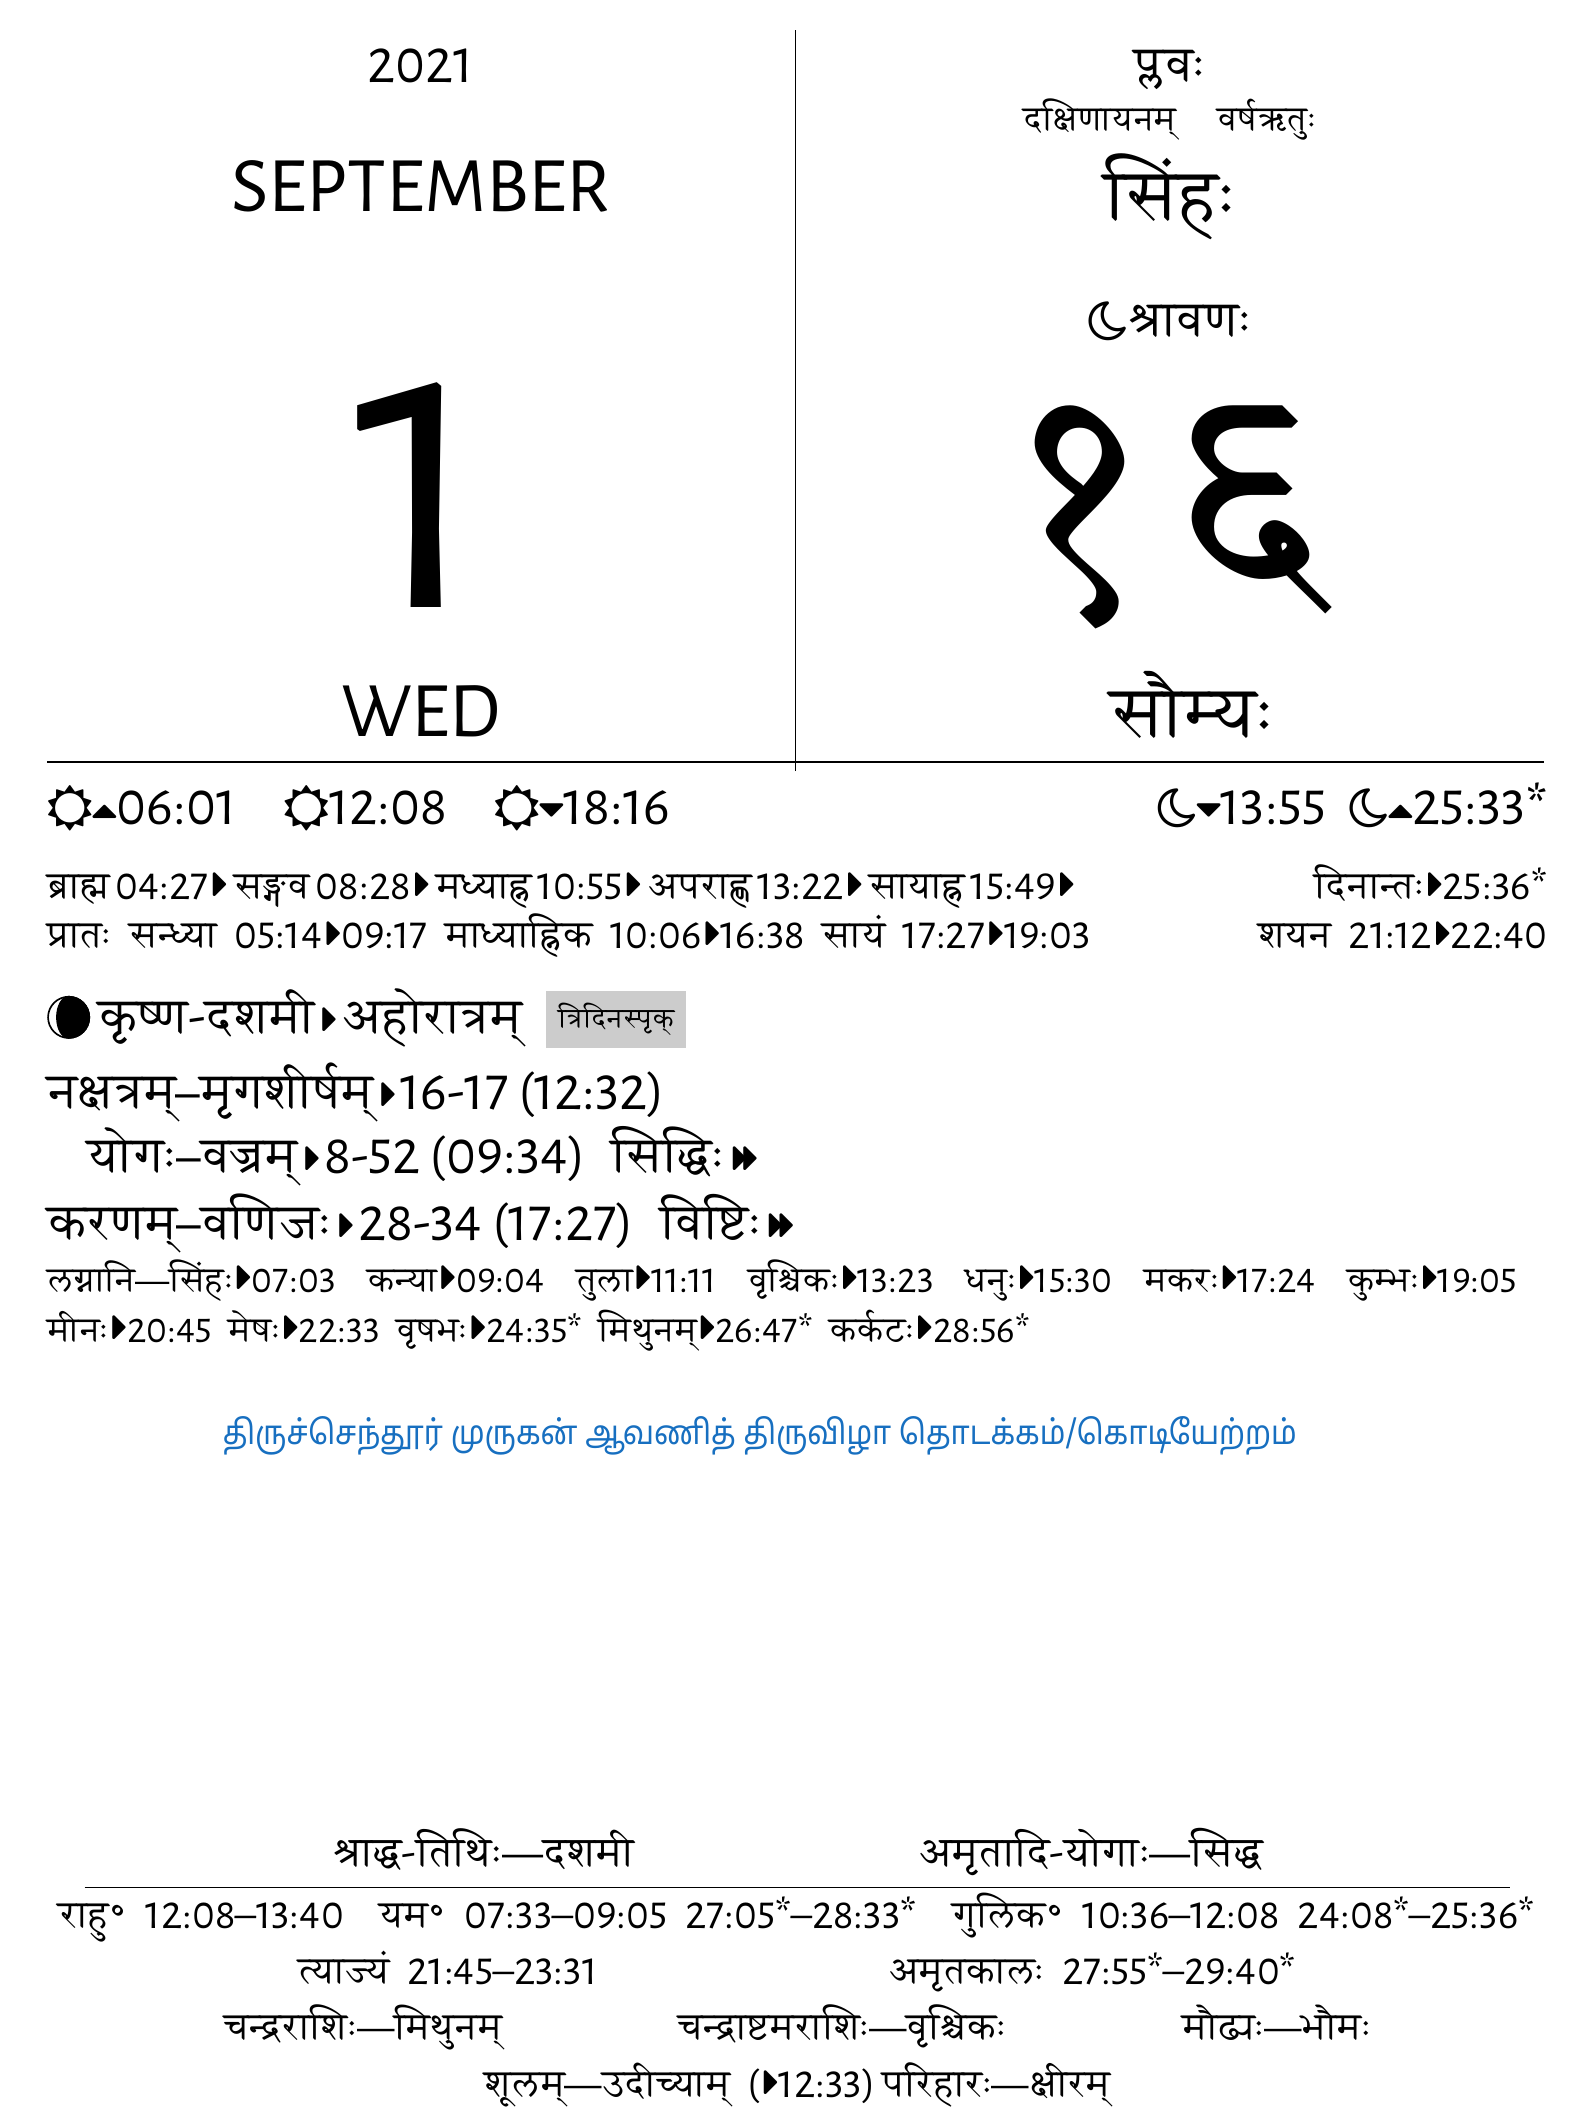 2021
SEPTEMBER
1
WED
प्लवः
दक्षिणायनम् वर्षऋतुः
सिंहः
श्रावणः
१६
सौम्यः
06:01 12:08 18:16 13:55 25:33*
ब्राह्म 04:27 सङ्गव 08:28 मध्याह्न 10:55 अपराह्ण 13:22 सायाह्न 15:49 दिनान्तः 25:36*
प्रातः सन्ध्या 05:14 09:17 माध्याह्निक 10:06 16:38 सायं 17:27 19:03 शयन 21:12 22:40
कृष्ण-दशमी अहोरात्रम् त्रिदिनस्पृक्
नक्षत्रम्–मृगशीर्षम् 16-17 (12:32)
योगः–वज्रम् 8-52 (09:34) सिद्धिः
करणम्–वणिजः 28-34 (17:27) विष्टिः
लग्नानि—सिंहः 07:03 कन्या 09:04 तुला 11:11 वृश्चिकः 13:23 धनुः 15:30 मकरः 17:24 कुम्भः 19:05
मीनः 20:45 मेषः 22:33 वृषभः 24:35* मिथुनम् 26:47* कर्कटः 28:56*
திருச்செந்தூர் முருகன் ஆவணித் திருவிழா தொடக்கம்/கொடியேற்றம்
श्राद्ध-तिथिः—दशमी अमृतादि-योगाः—सिद्ध
राहु॰ 12:08–13:40 यम॰ 07:33–09:05 27:05*–28:33* गुलिक॰ 10:36–12:08 24:08*–25:36*
त्याज्यं 21:45–23:31 अमृतकालः 27:55*–29:40*
चन्द्रराशिः—मिथुनम् चन्द्राष्टमराशिः—वृश्चिकः मौढ्यः—भौमः
शूलम्—उदीच्याम् (12:33) परिहारः—क्षीरम्